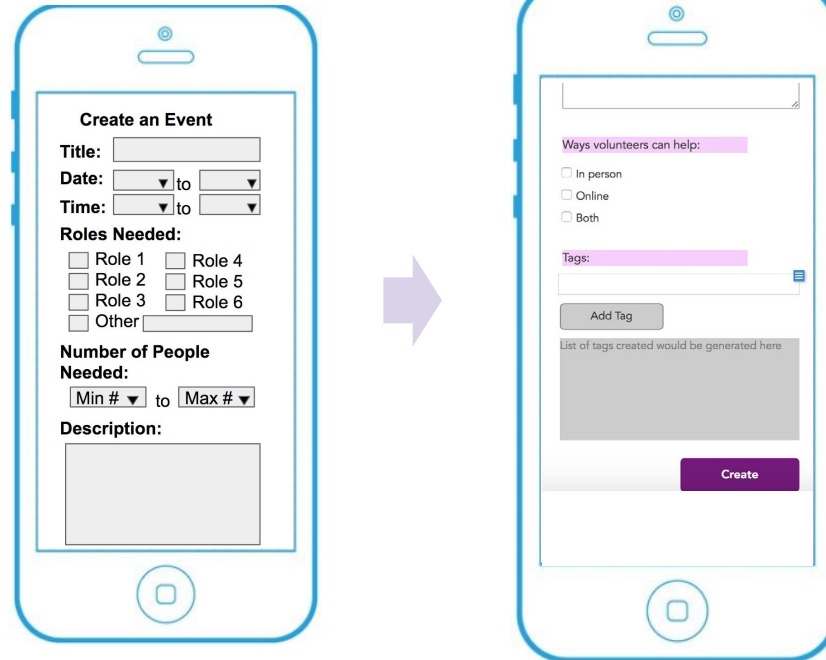 Create an Event
Title:
Date: to
Time: to
Roles Needed:
Role 1 Role 4
Role 2 Role 5
Role 3 Role 6
Other
Number of People
Needed:
Min # to Max #
Description:
Ways volunteers can help:
In person
Online
Both
Tags:
Add Tag
List of tags created would be generated here
Create